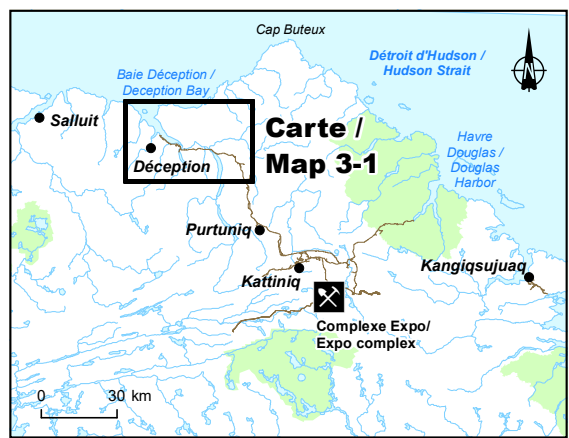 Cap Buteux
Détroit d'Hudson /
Hudson Strait
Baie Déception /
Deception Bay
Salluit
Carte /
Map 3-1
Déception
Havre
Douglas /
Douglas
Harbor
Purtuniq
Kattiniq
Kangiqsujuaq
Complexe Expo/
Expo complex
0 30 km